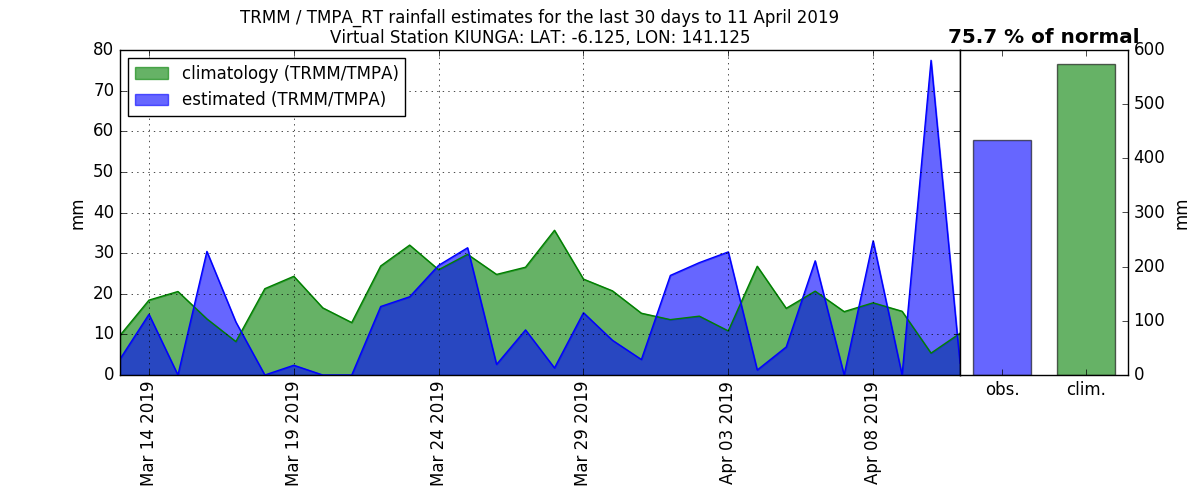 TRMM / TMPA_RT rainfall estimates for the last 30 days to 11 April 2019
Virtual Station KIUNGA: LAT: -6.125, LON: 141.125
75.7 % of normal
climatology (TRMM/TMPA)
estimated (TRMM/TMPA)
80
70
60
50
40
30
20
10
0
mm
Mar 14 2019
Mar 19 2019
Mar 24 2019
Mar 29 2019
Apr 03 2019
Apr 08 2019
600
500
400
300
200
100
0
mm
obs.
clim.